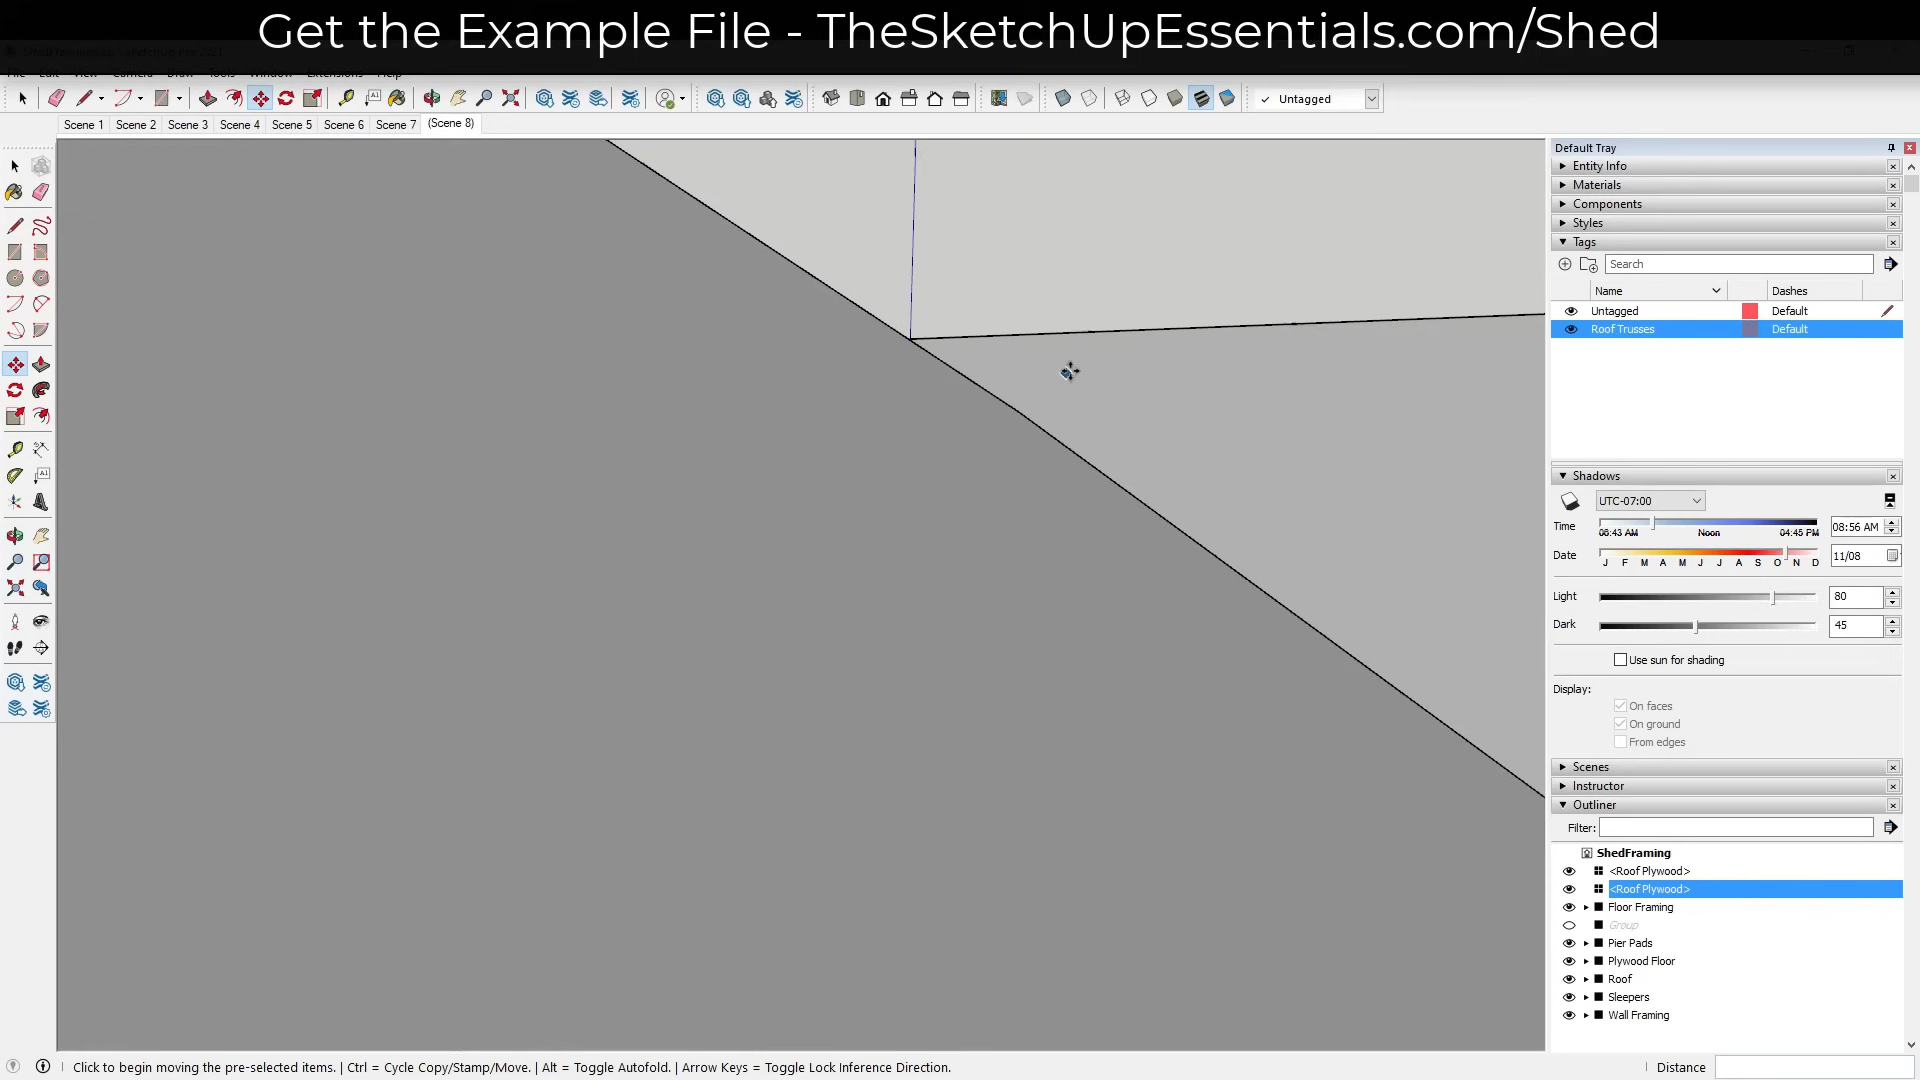 Get the Example File - TheSketchUpEssentials.com/Shed
Untagged
Scene 1 Scene 2 Scene 3 Scene 4 Scene 5 Scene 6 Scene 7 (Scene 8)
Default Tray
Entity Info
Materials
Components
Styles
Tags
Search
Name Dashes
Untagged Default
Roof Trusses Default
Shadows
UTC-07:00
Time 06:43 AM Noon 04:45 PM 08:56 AM
Date J F M A M J J A S O N D 11/08
Light 80
Dark 45
Use sun for shading
Display:
On faces
On ground
From edges
Scenes
Instructor
Outliner
Filter:
ShedFraming
<Roof Plywood>
<Roof Plywood>
Floor Framing
Group
Pier Pads
Plywood Floor
Roof
Sleepers
Wall Framing
Click to begin moving the pre-selected items. | Ctrl = Cycle Copy/Stamp/Move. | Alt = Toggle Autofold. | Arrow Keys = Toggle Lock Inference Direction. Distance